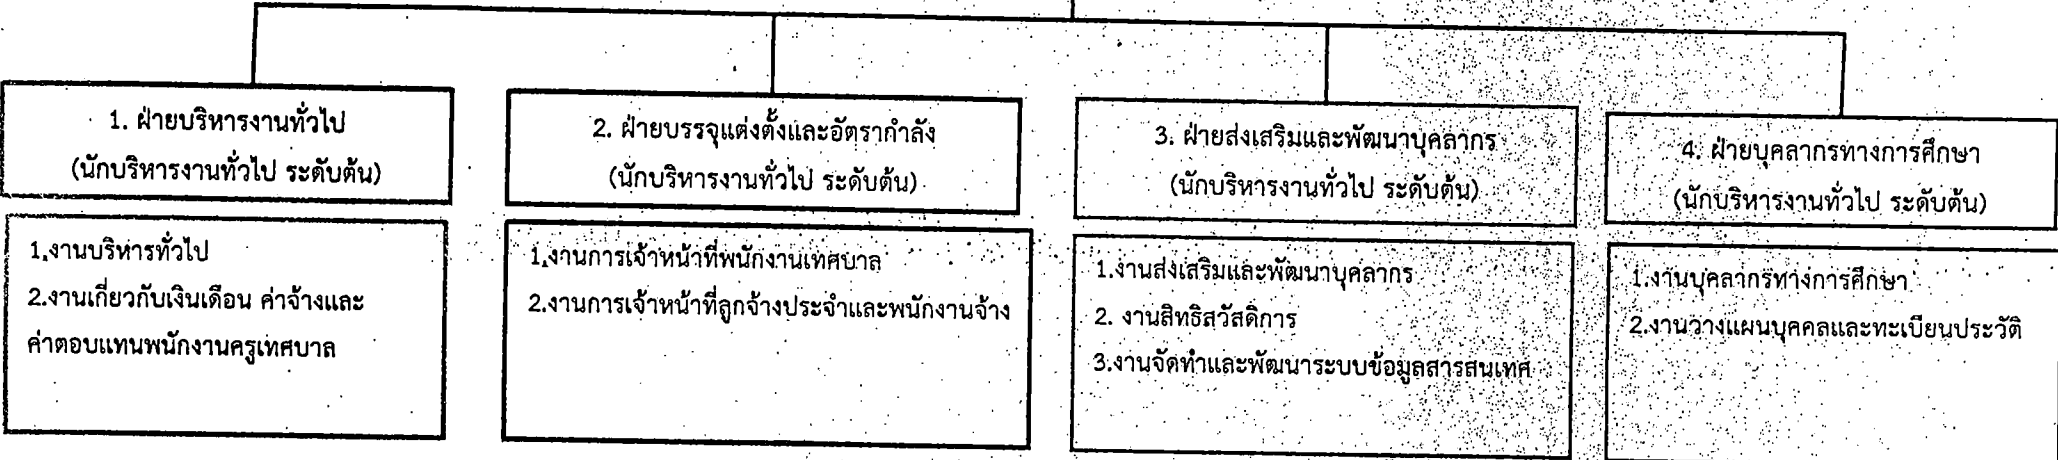 1. ฝ่ายบริหารงานทั่วไป
(นักบริหารงานทั่วไป ระดับต้น)
1.งานบริหารทั่วไป
2.งานเกี่ยวกับเงินเดือน ค่าจ้างและ
ค่าตอบแทนพนักงานครูเทศบาล
2. ฝ่ายบรรจุแต่งตั้งและอัตรากำลัง
(นักบริหารงานทั่วไป ระดับต้น)
1.งานการเจ้าหน้าที่พนักงานเทศบาล
2.งานการเจ้าหน้าที่ลูกจ้างประจำและพนักงานจ้าง
3. ฝ่ายส่งเสริมและพัฒนาบุคลากร
(นักบริหารงานทั่วไป ระดับต้น)
1.งานส่งเสริมและพัฒนาบุคลากร
2. งานสิทธิสวัสดิการ
3.งานจัดทำและพัฒนาระบบข้อมูลสารสนเทศ
4. ฝ่ายบุคลากรทางการศึกษา
(นักบริหารงานทั่วไป ระดับต้น)
1.งานบุคลากรทางการศึกษา
2.งานวางแผนบุคคลและทะเบียนประวัติ